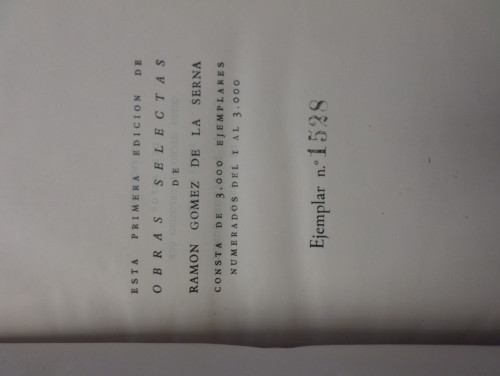 ESTA PRIMERA EDICION DE
OBRAS SELECTAS
DE
RAMON GOMEZ DE LA SERNA
CONSTA DE 3.000 EJEMPLARES
NUMERADOS DEL 1 AL 3.000
Ejemplar n.º 1528